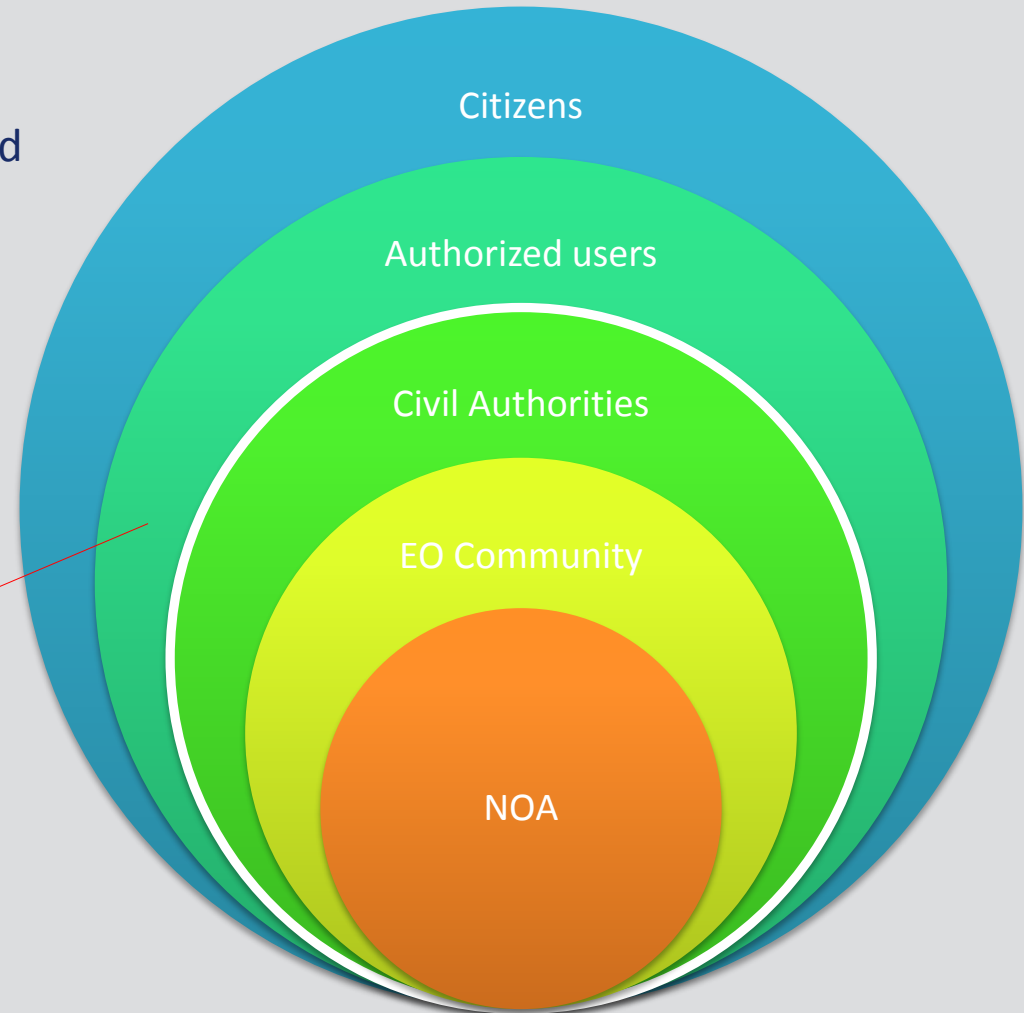 Citizens
d
Authorized users
Civil Authorities
EO Community
NOA